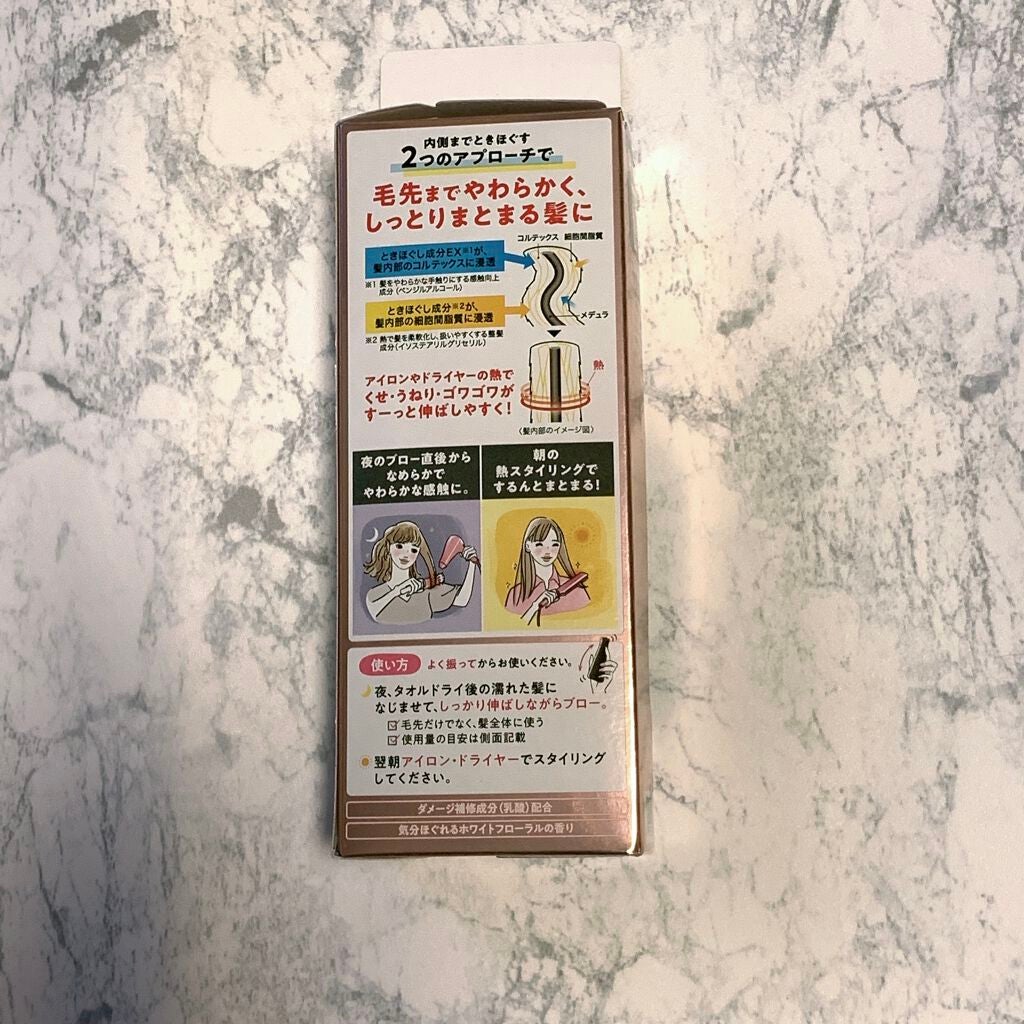 内側までときほぐす
2つのアプローチで
毛先までやわらかく、
しっとりまとまる髪に
コルテックス 細胞間脂質
ときほぐし成分EX※1が、
髪内部のコルテックスに浸透
※1 髪をやわらかな手触りにする感触向上
成分(ベンジルアルコール)
ときほぐし成分※2が、
髪内部の細胞間脂質に浸透
メデュラ
※2 熱で髪を柔軟化し、扱いやすくする整髪
成分(イソステアリルグリセリル)
熱
アイロンやドライヤーの熱で
くせ・うねり・ゴワゴワが
すーっと伸ばしやすく!
〈髪内部のイメージ図〉
夜のブロー直後から
なめらかで
やわらかな感触に。
朝の
熱スタイリングで
するんとまとまる!
使い方 よく振ってからお使いください。
夜、タオルドライ後の濡れた髪に
なじませて、しっかり伸ばしながらブロー。
毛先だけでなく、髪全体に使う
使用量の目安は側面記載
翌朝アイロン・ドライヤーでスタイリング
してください。
ダメージ補修成分(乳酸)配合
気分ほぐれるホワイトフローラルの香り